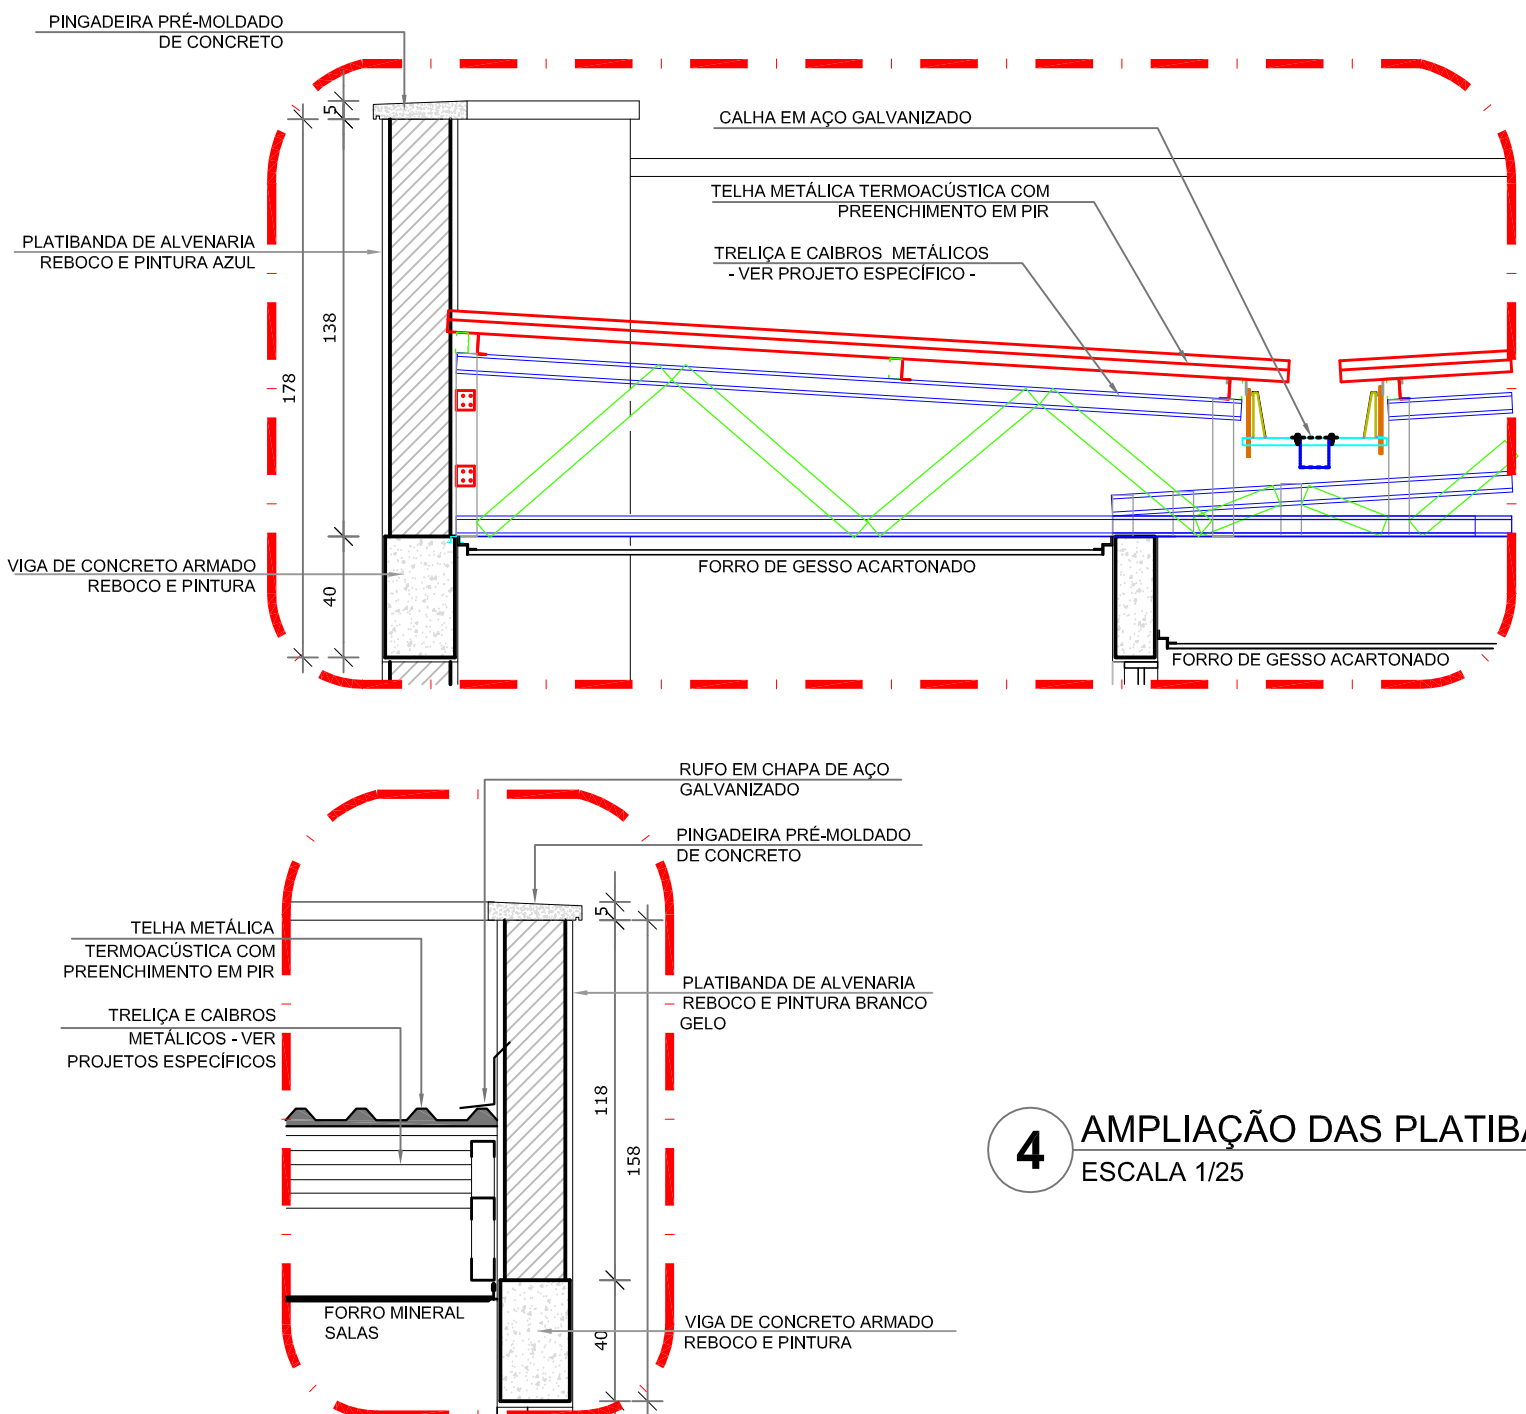 PINGADEIRA PRÉ-MOLDADO
DE CONCRETO
5
CALHA EM AÇO GALVANIZADO
TELHA METÁLICA TERMOACÚSTICA COM
PREENCHIMENTO EM PIR
PLATIBANDA DE ALVENARIA
REBOCO E PINTURA AZUL
TRELIÇA E CAIBROS METÁLICOS
- VER PROJETO ESPECÍFICO -
138
178
VIGA DE CONCRETO ARMADO
REBOCO E PINTURA
40
FORRO DE GESSO ACARTONADO
FORRO DE GESSO ACARTONADO
RUFO EM CHAPA DE AÇO
GALVANIZADO
PINGADEIRA PRÉ-MOLDADO
DE CONCRETO
5
TELHA METÁLICA
TERMOACÚSTICA COM
PREENCHIMENTO EM PIR
PLATIBANDA DE ALVENARIA
REBOCO E PINTURA BRANCO
GELO
TRELIÇA E CAIBROS
METÁLICOS - VER
PROJETOS ESPECÍFICOS
118
158
4
AMPLIAÇÃO DAS PLATIBA
ESCALA 1/25
FORRO MINERAL
SALAS
VIGA DE CONCRETO ARMADO
REBOCO E PINTURA
40